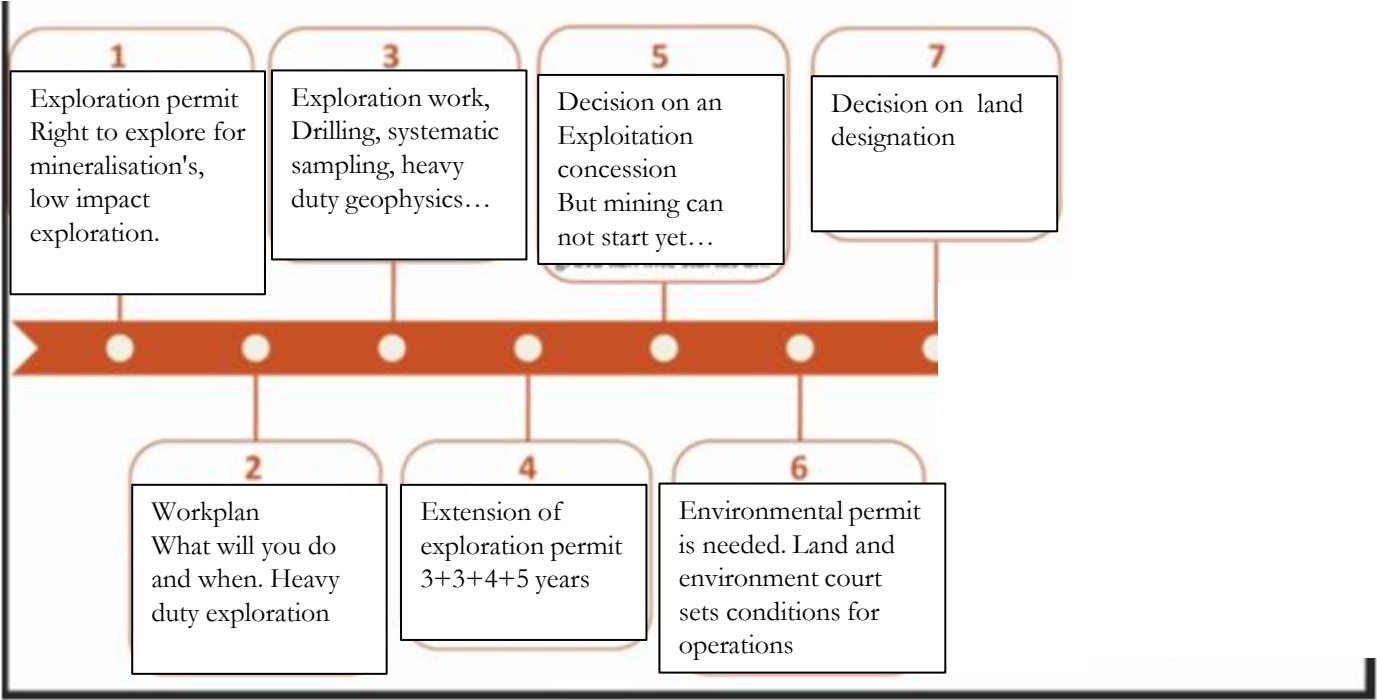 1
Exploration permit
Right to explore for
mineralisation's,
low impact
exploration.
2
Workplan
What will you do
and when. Heavy
duty exploration
3
Exploration work,
Drilling, systematic
sampling, heavy
duty geophysics…
4
Extension of
exploration permit
3+3+4+5 years
5
Decision on an
Exploitation
concession
But mining can
not start yet…
6
Environmental permit
is needed. Land and
environment court
sets conditions for
operations
7
Decision on land
designation